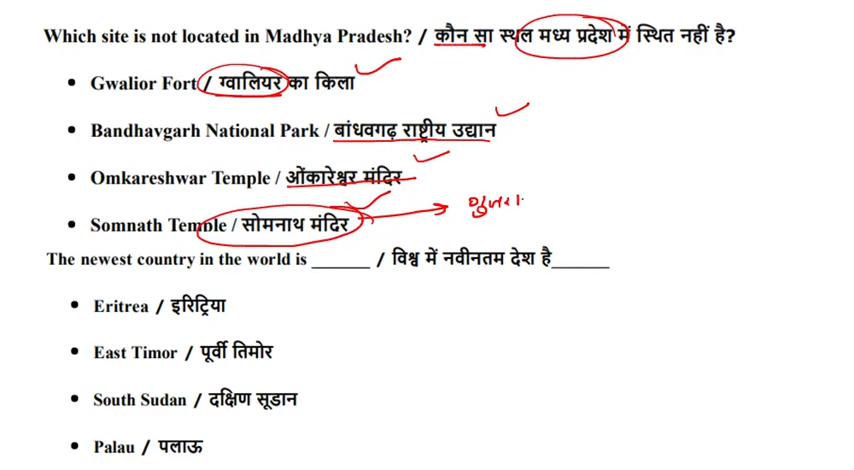 Which site is not located in Madhya Pradesh? / कौन सा स्थल मध्य प्रदेश में स्थित नहीं है?
• Gwalior Fort / ग्वालियर का किला
• Bandhavgarh National Park / बांधवगढ़ राष्ट्रीय उद्यान
• Omkareshwar Temple / ओंकारेश्वर मंदिर
• Somnath Temple / सोमनाथ मंदिर
The newest country in the world is ______ / विश्व में नवीनतम देश है______
• Eritrea / इरिट्रिया
• East Timor / पूर्वी तिमोर
• South Sudan / दक्षिण सूडान
• Palau / पलाऊ